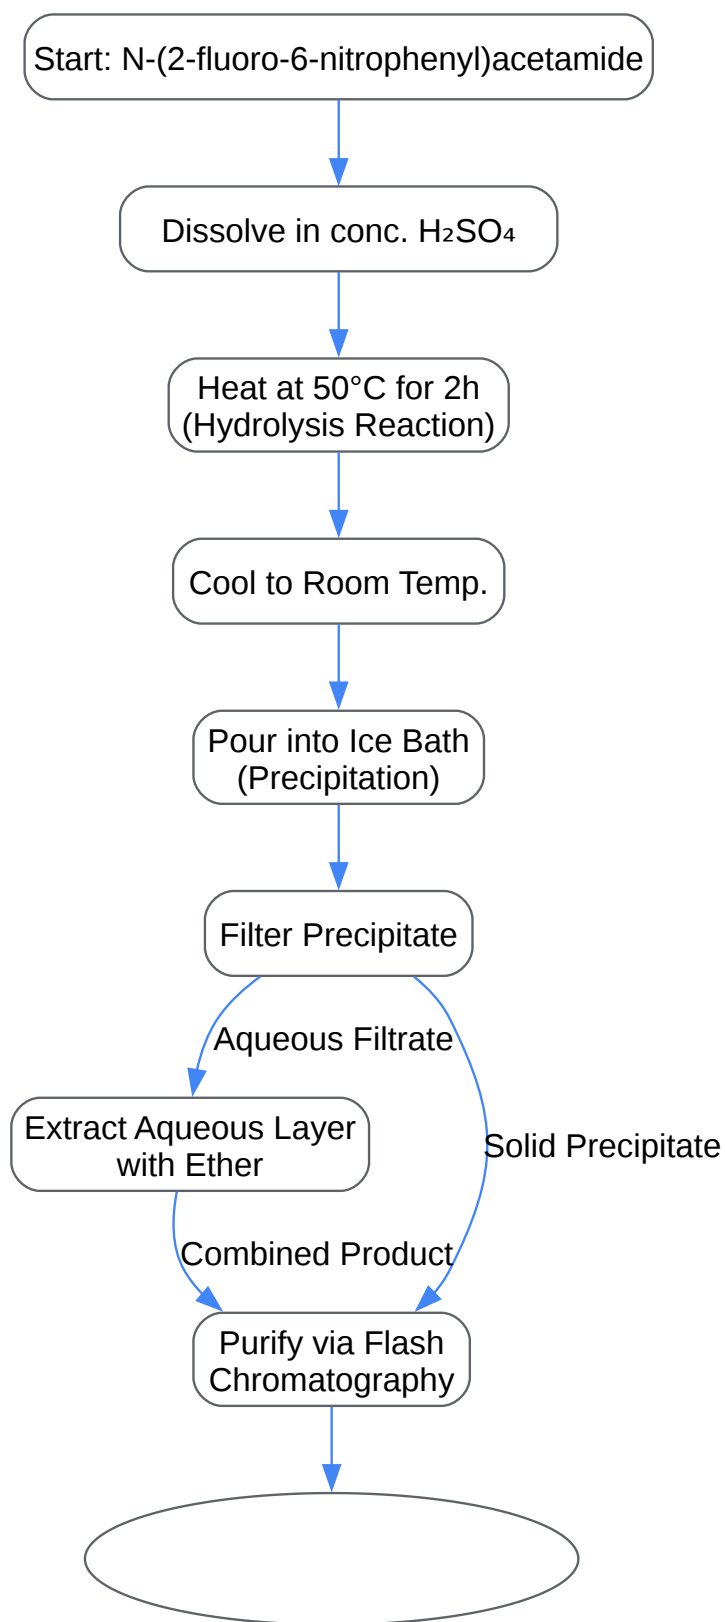 Start: N-(2-fluoro-6-nitrophenyl)acetamide
Dissolve in conc. H₂SO₄
Heat at 50°C for 2h
(Hydrolysis Reaction)
Cool to Room Temp.
Pour into Ice Bath
(Precipitation)
Filter Precipitate
Aqueous Filtrate
Extract Aqueous Layer
with Ether
Solid Precipitate
Combined Product
Purify via Flash
Chromatography